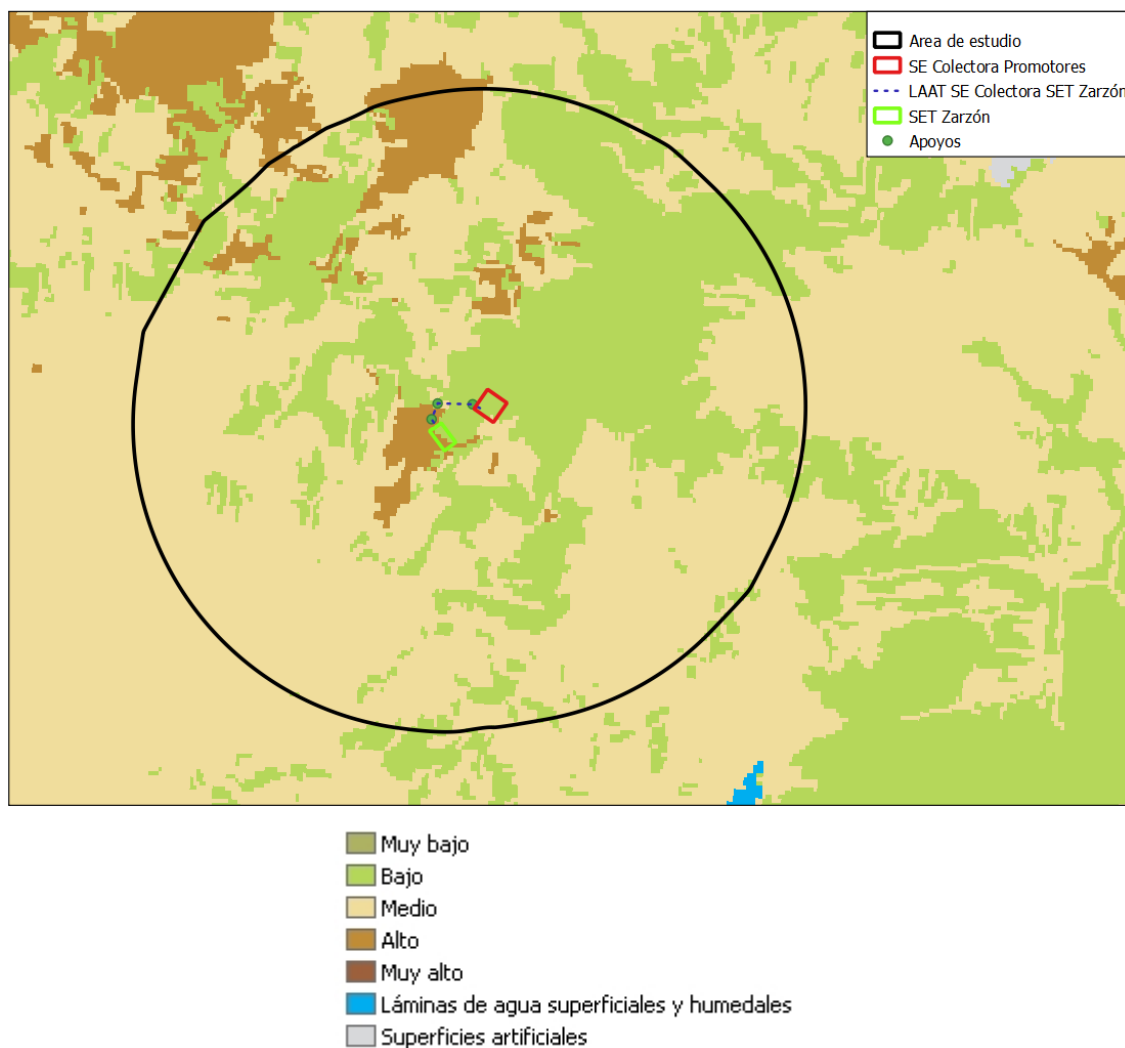 Area de estudio
SE Colectora Promotores
LAAT SE Colectora SET Zarzón
SET Zarzón
Apoyos
Muy bajo
Bajo
Medio
Alto
Muy alto
Láminas de agua superficiales y humedales
Superficies artificiales